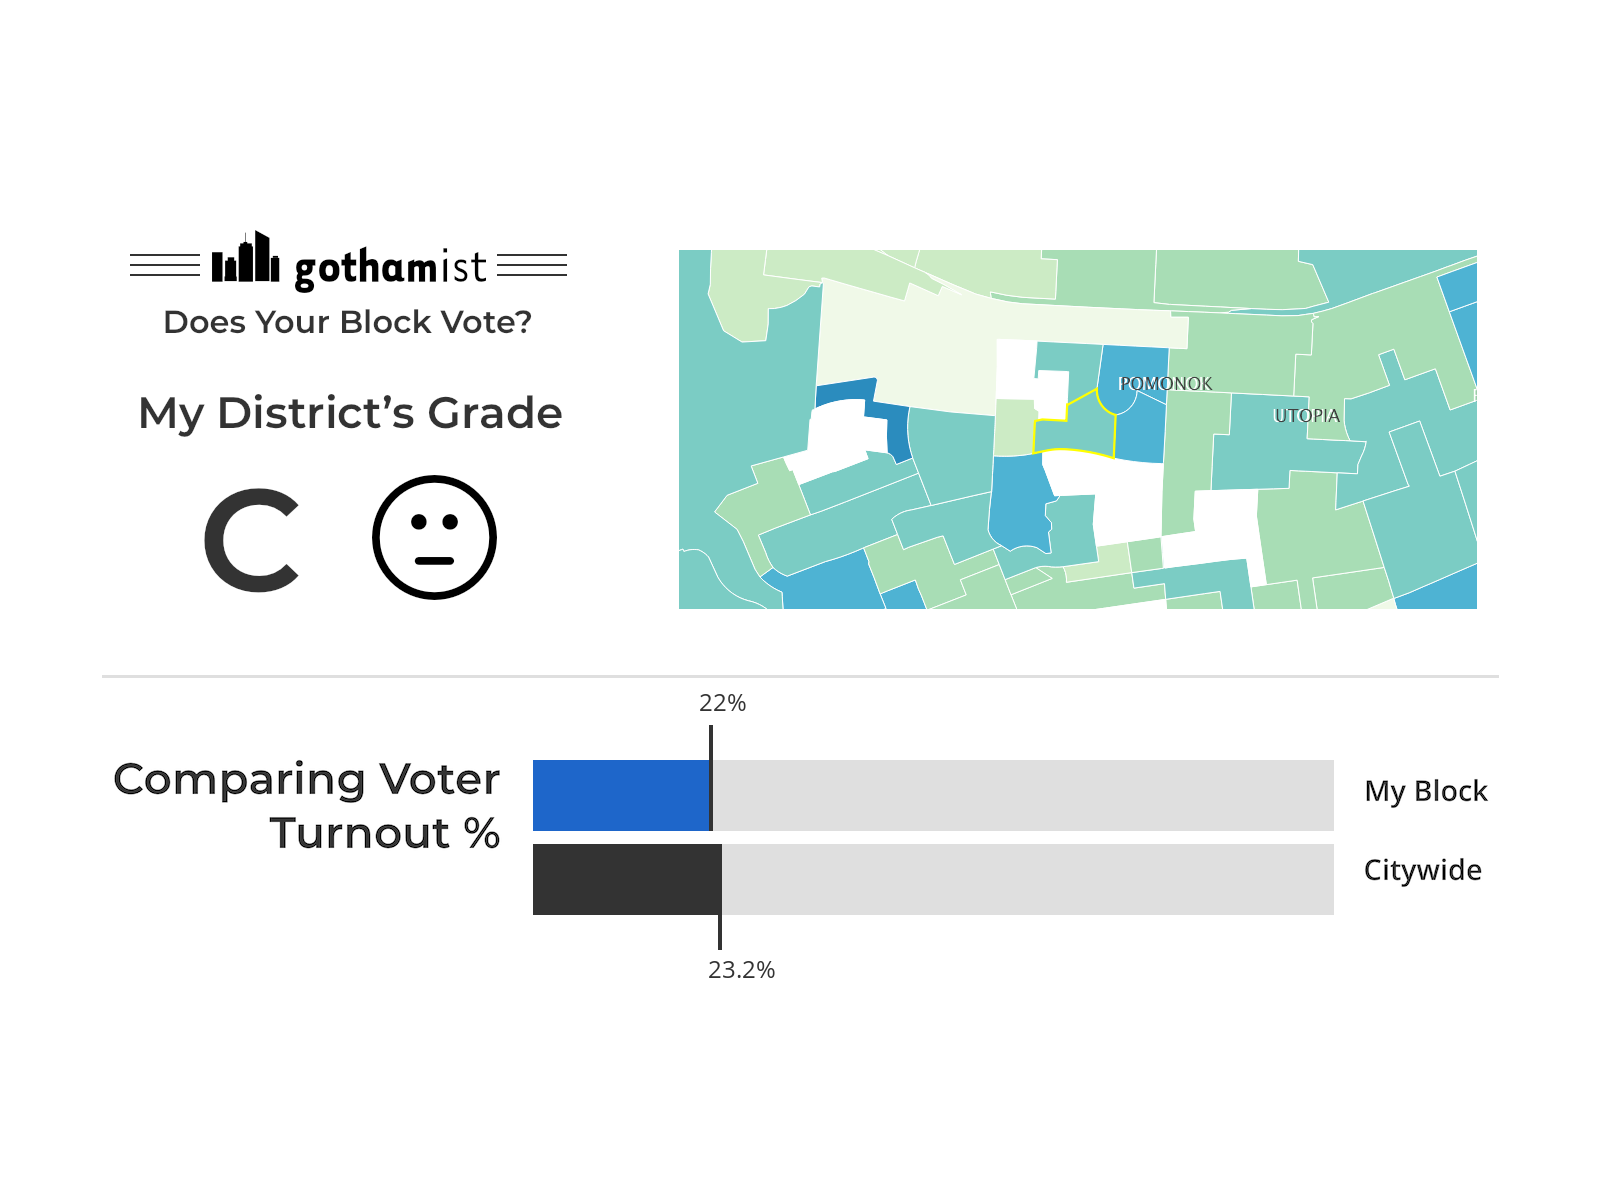 gothamist
Does Your Block Vote?
My District’s Grade
C
POMONOK
UTOPIA
22%
Comparing Voter
Turnout %
My Block
Citywide
23.2%